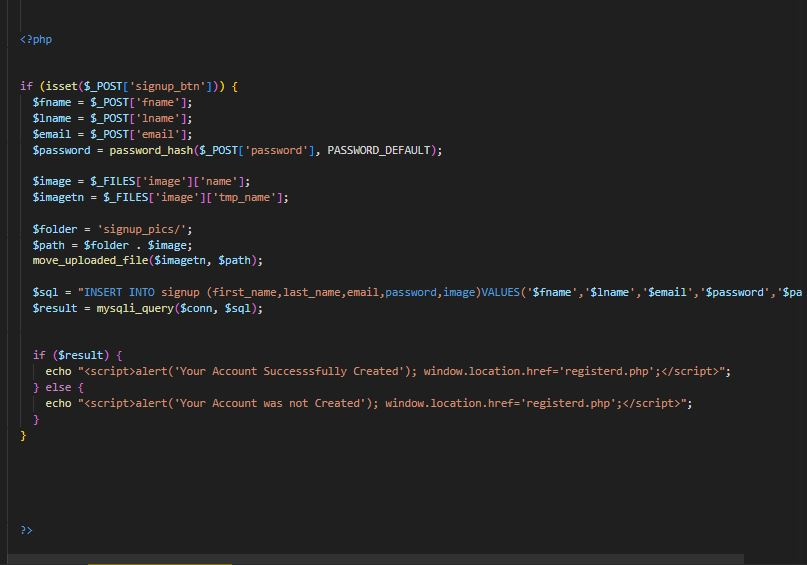 <?php
if (isset($_POST['signup_btn'])) {
$fname = $_POST['fname'];
$lname = $_POST['lname'];
$email = $_POST['email'];
$password = password_hash($_POST['password'], PASSWORD_DEFAULT);
$image = $_FILES['image']['name'];
$imagetn = $_FILES['image']['tmp_name'];
$folder = 'signup_pics/';
$path = $folder . $image;
move_uploaded_file($imagetn, $path);
$sql = "INSERT INTO signup (first_name,last_name,email,password,image)VALUES('$fname','$lname','$email','$password','$pa
$result = mysqli_query($conn, $sql);
if ($result) {
echo "<script>alert('Your Account Successsfully Created'); window.location.href='registerd.php';</script>";
} else {
echo "<script>alert('Your Account was not Created'); window.location.href='registerd.php';</script>";
}
}
?>